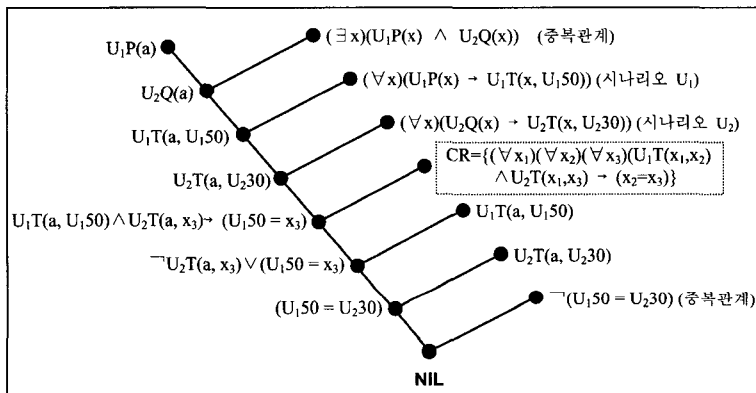 (∃x)(U₁P(x) ∧ U₂Q(x)) (중복관계)
U₁P(a)
(∀x)(U₁P(x) → U₁T(x, U₁50)) (시나리오 U₁)
U₂Q(a)
(∀x)(U₂Q(x) → U₂T(x, U₂30)) (시나리오 U₂)
U₁T(a, U₁50)
CR={(∀x₁)(∀x₂)(∀x₃)(U₁T(x₁,x₂)
∧U₂T(x₁,x₃) → (x₂=x₃)}
U₂T(a, U₂30)
U₁T(a, U₁50)∧U₂T(a, x₃)→ (U₁50 = x₃)
U₁T(a, U₁50)
¬U₂T(a, x₃)∨(U₁50 = x₃)
U₂T(a, U₂30)
(U₁50 = U₂30)
¬(U₁50 = U₂30) (중복관계)
NIL